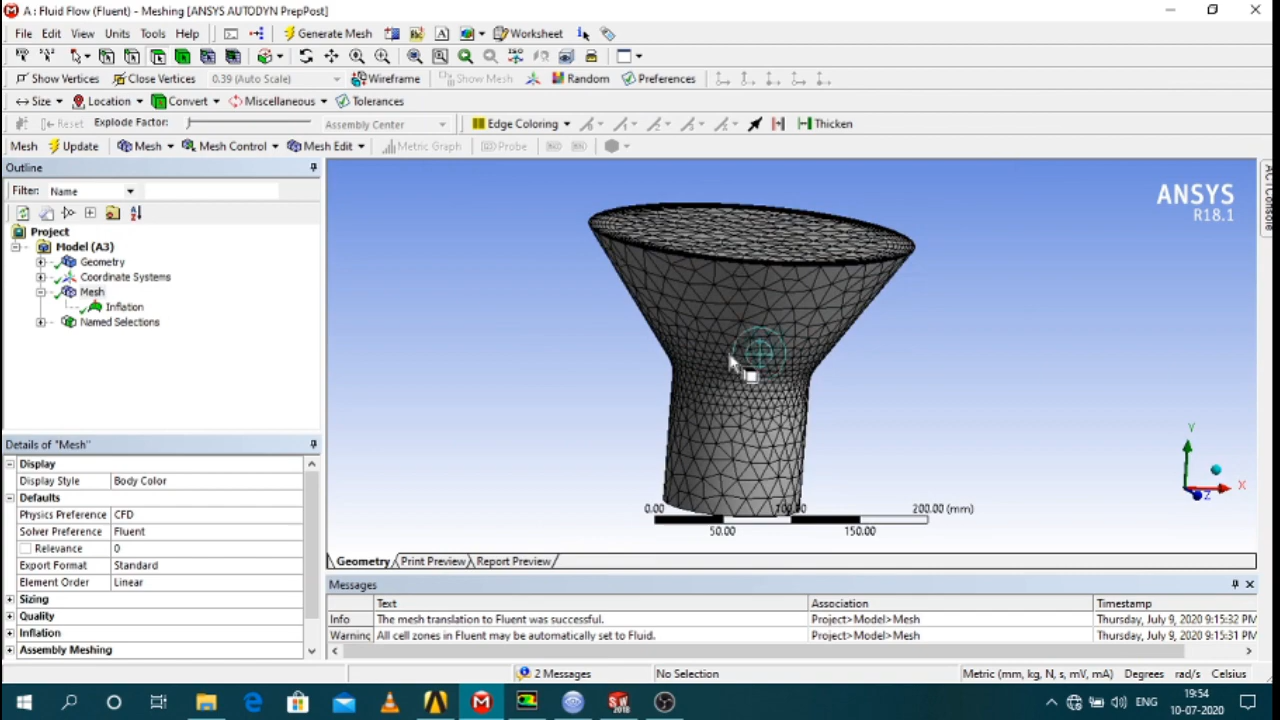 A : Fluid Flow (Fluent) - Meshing [ANSYS AUTODYN PrepPost]
File Edit View Units Tools Help Generate Mesh Worksheet
Show Vertices Close Vertices 0.39 (Auto Scale) Wireframe Show Mesh Random Preferences
Size Location Convert Miscellaneous Tolerances
Reset Explode Factor: Assembly Center Edge Coloring Thicken
Mesh Update Mesh Mesh Control Mesh Edit Metric Graph Probe
Outline
Filter: Name
Project
Model (A3)
Geometry
Coordinate Systems
Mesh
Inflation
Named Selections
Details of "Mesh"
Display
Display Style Body Color
Defaults
Physics Preference CFD
Solver Preference Fluent
Relevance 0
Export Format Standard
Element Order Linear
Sizing
Quality
Inflation
Assembly Meshing
ANSYS
R18.1
Y
X
Z
0.00 100.00 200.00 (mm)
50.00 150.00
Geometry Print Preview Report Preview
Messages
Text Association Timestamp
Info The mesh translation to Fluent was successful. Project>Model>Mesh Thursday, July 9, 2020 9:15:32 PM
Warning All cell zones in Fluent may be automatically set to Fluid. Project>Model>Mesh Thursday, July 9, 2020 9:15:31 PM
2 Messages No Selection Metric (mm, kg, N, s, mV, mA) Degrees rad/s Celsius
ENG
19:54
10-07-2020